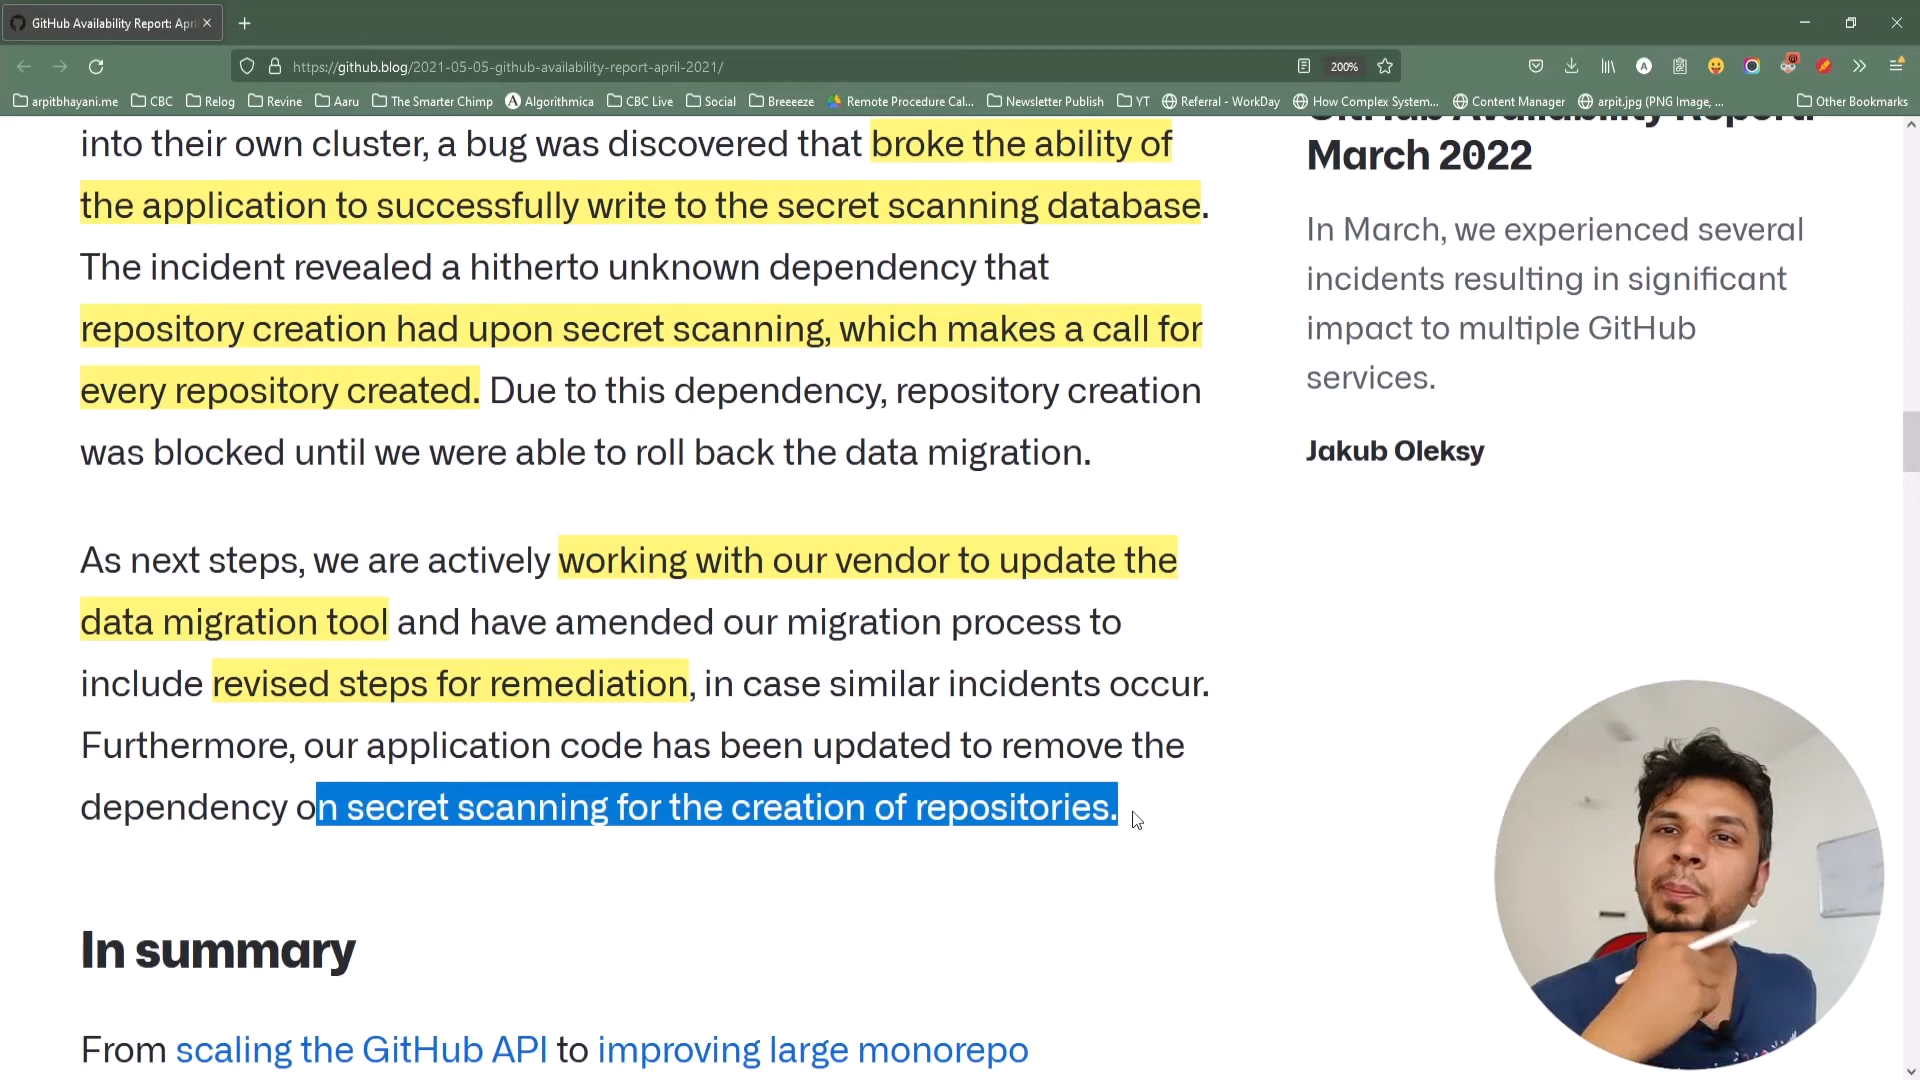 GitHub Availability Report: Apri
https://github.blog/2021-05-05-github-availability-report-april-2021/
200%
arpitbhayani.me
CBC
Relog
Revine
Aaru
The Smarter Chimp
Algorithmica
CBC Live
Social
Breeeeze
Remote Procedure Cal...
Newsletter Publish
YT
Referral - WorkDay
How Complex System...
Content Manager
arpit.jpg (PNG Image, ...
Other Bookmarks
into their own cluster, a bug was discovered that broke the ability of
the application to successfully write to the secret scanning database.
The incident revealed a hitherto unknown dependency that
repository creation had upon secret scanning, which makes a call for
every repository created. Due to this dependency, repository creation
was blocked until we were able to roll back the data migration.
As next steps, we are actively working with our vendor to update the
data migration tool and have amended our migration process to
include revised steps for remediation, in case similar incidents occur.
Furthermore, our application code has been updated to remove the
dependency on secret scanning for the creation of repositories.
In summary
From scaling the GitHub API to improving large monorepo
GitHub Availability Report:
March 2022
In March, we experienced several
incidents resulting in significant
impact to multiple GitHub
services.
Jakub Oleksy